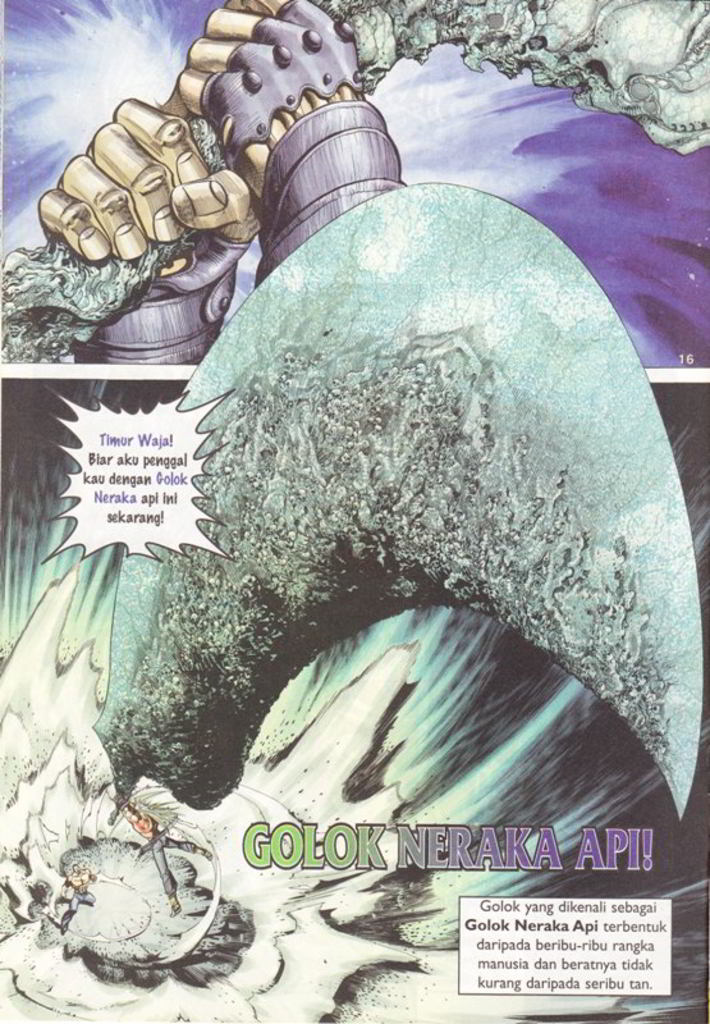 16
Timur Waja!
Biar aku penggal
kau dengan Golok
Neraka api ini
sekarang!
GOLOK NERAKA API!
Golok yang dikenali sebagai
Golok Neraka Api terbentuk
daripada beribu-ribu rangka
manusia dan beratnya tidak
kurang daripada seribu tan.